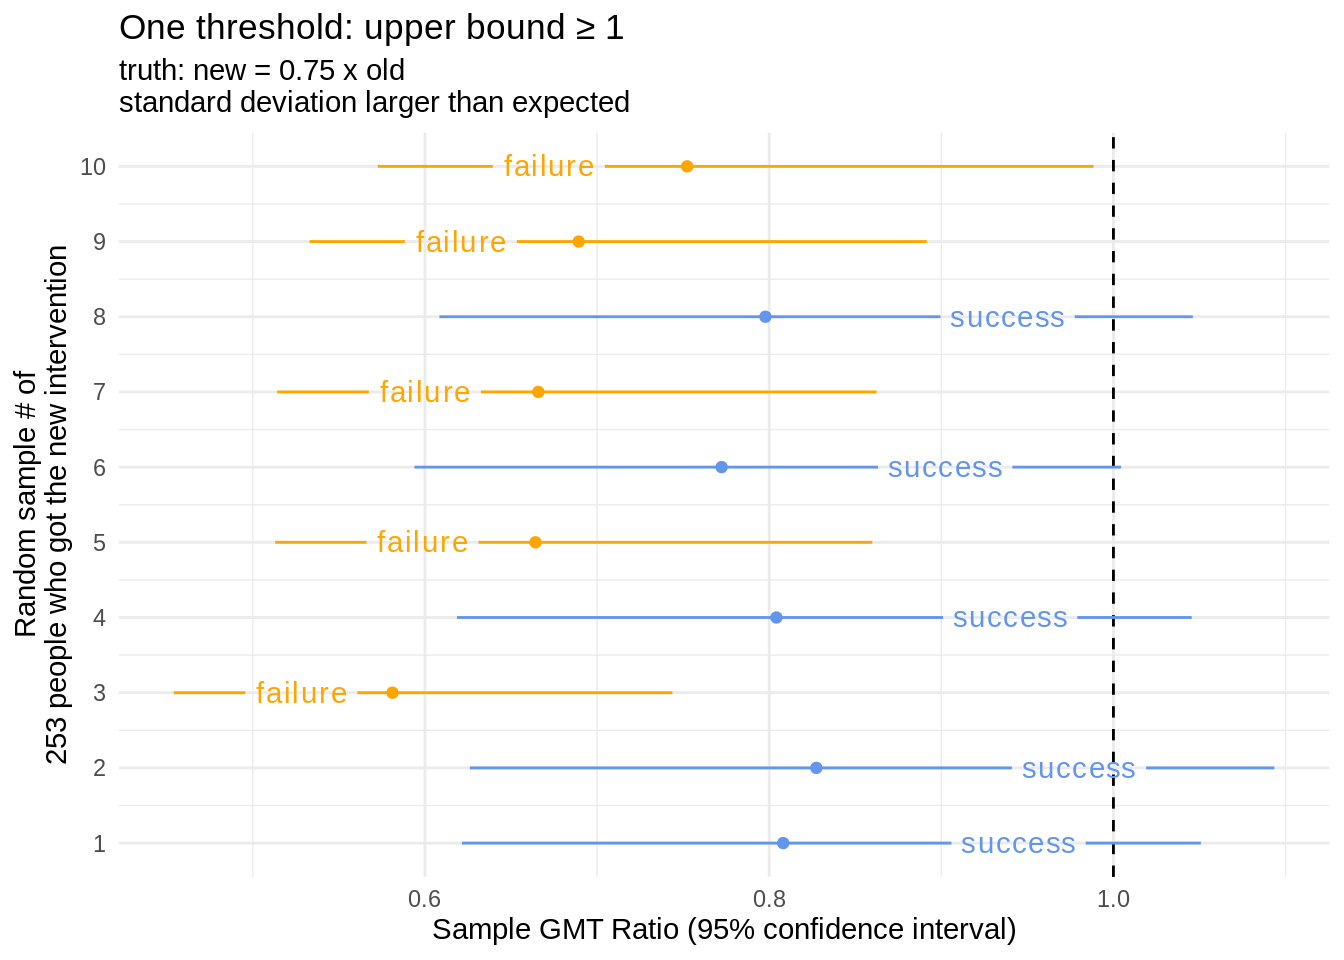 One threshold: upper bound ≥ 1
truth: new = 0.75 x old
standard deviation larger than expected
Random sample # of
253 people who got the new intervention
10
failure
9
failure
8
success
7
failure
6
success
5
failure
4
success
3
failure
2
success
1
success
0.6
0.8
1.0
Sample GMT Ratio (95% confidence interval)